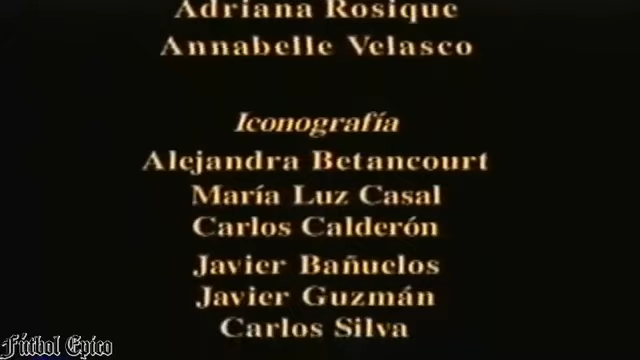 Adriana Rosique
Annabelle Velasco
Iconografía
Alejandra Betancourt
María Luz Casal
Carlos Calderón
Javier Bañuelos
Javier Guzmán
Carlos Silva
Fútbol Epico